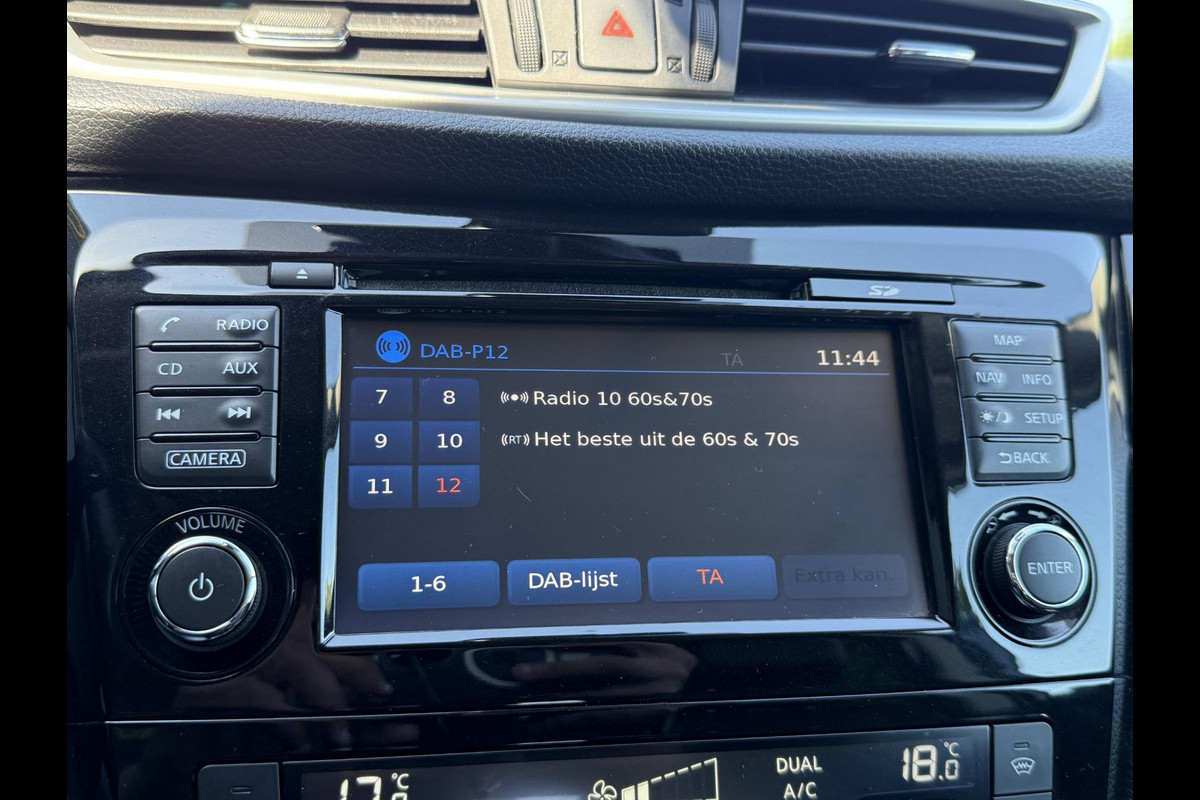 SD
RADIO
CD AUX
CAMERA
VOLUME
DAB-P12 TA 11:44
7 8 Radio 10 60s&70s
9 10 RT Het beste uit de 60s & 70s
11 12
1-6 DAB-lijst TA Extra kan.
MAP
NAV INFO
SETUP
BACK
ENTER
°C DUAL 18.0 °C
A/C